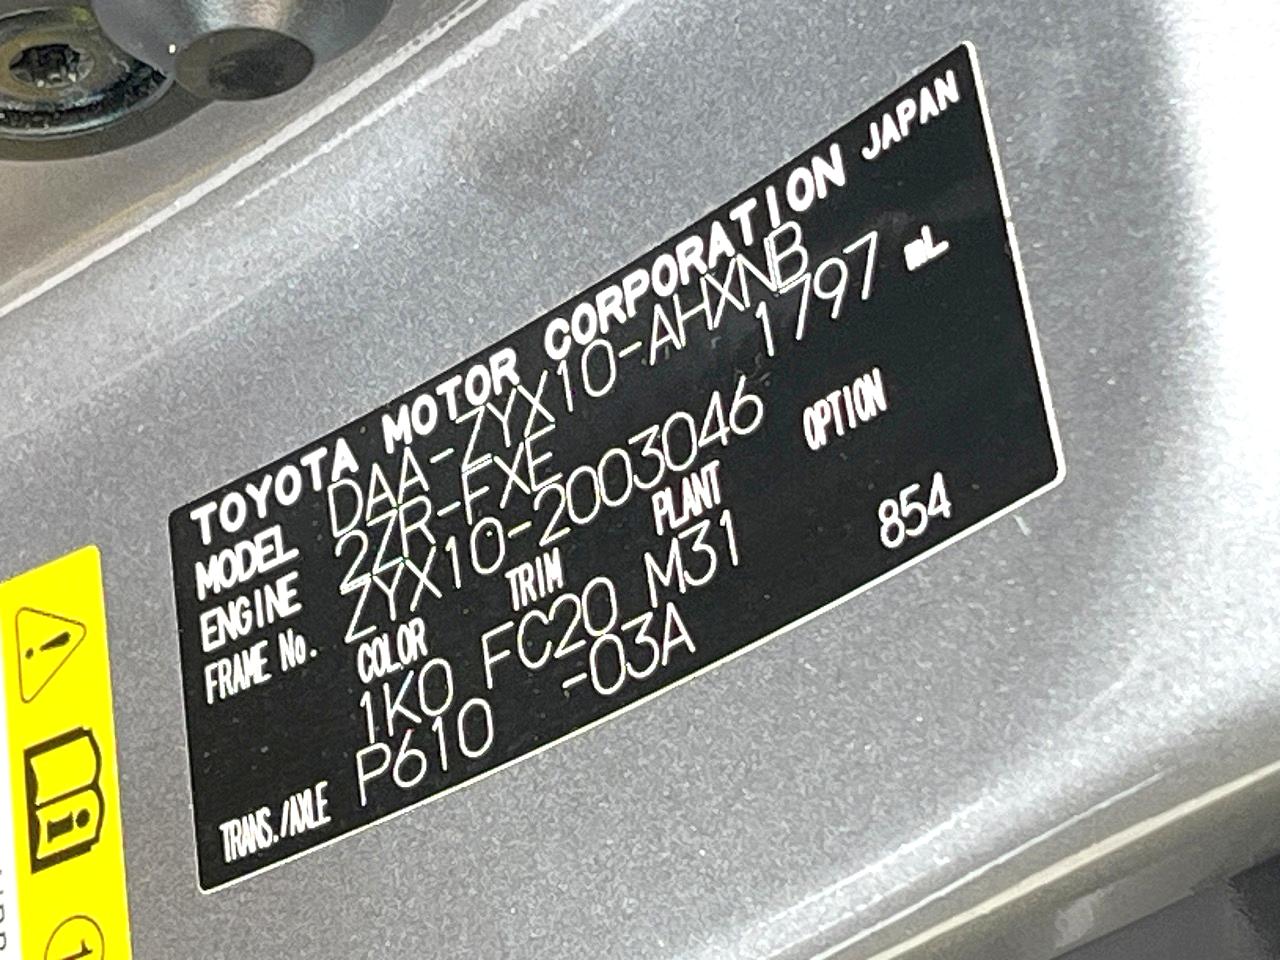 TOYOTA MOTOR CORPORATION JAPAN
MODEL DAA-ZYX10-AHXNB
ENGINE 2ZR-FXE 1797 mL
FRAME No. ZYX10-2003046
COLOR TRIM PLANT OPTION
1K0 FC20 M31 854
TRANS./AXLE P610 -03A